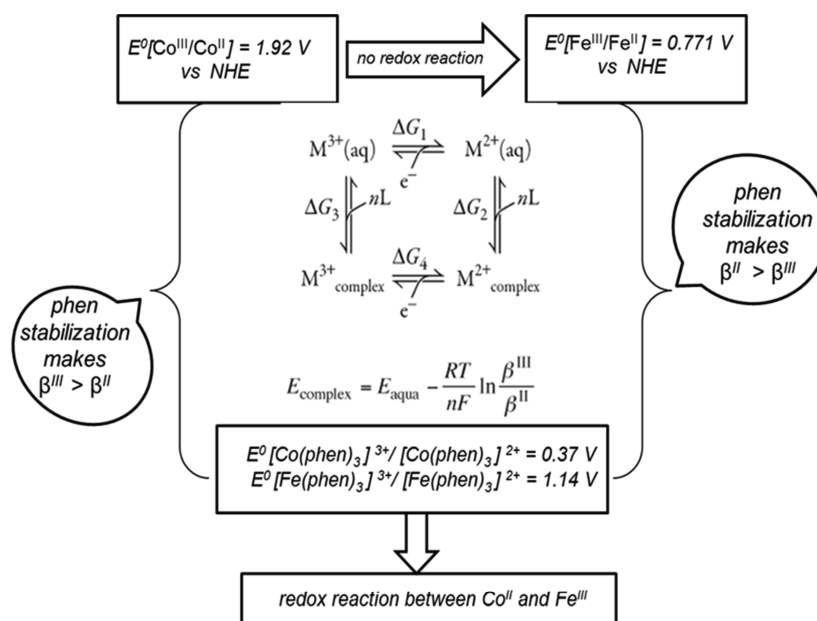 E⁰[Coᴵᴵᴵ/Coᴵᴵ] = 1.92 V
vs NHE
no redox reaction
E⁰[Feᴵᴵᴵ/Feᴵᴵ] = 0.771 V
vs NHE
ΔG₁
M³⁺(aq) ⇌ M²⁺(aq)
e⁻
ΔG₃
nL
ΔG₂
nL
ΔG₄
M³⁺complex ⇌ M²⁺complex
e⁻
phen
stabilization
makes
βᴵᴵ > βᴵᴵᴵ
phen
stabilization
makes
βᴵᴵᴵ > βᴵᴵ
E_complex = E_aqua − RT/nF ln βᴵᴵᴵ/βᴵᴵ
E⁰ [Co(phen)₃] ³⁺/ [Co(phen)₃] ²⁺ = 0.37 V
E⁰ [Fe(phen)₃] ³⁺/ [Fe(phen)₃] ²⁺ = 1.14 V
redox reaction between Coᴵᴵ and Feᴵᴵᴵ